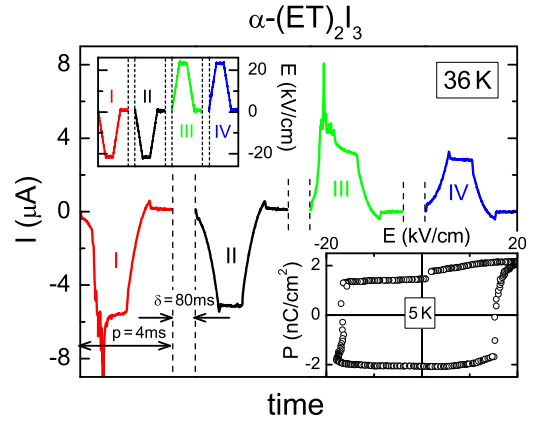 α-(ET)₂I₃
8
4
0
-4
-8
I (μA)
20
0
-20
E (kV/cm)
I
II
III
IV
36 K
I
II
III
IV
δ = 80ms
p = 4ms
-20
E (kV/cm)
20
2
0
-2
P (nC/cm²)
5 K
time